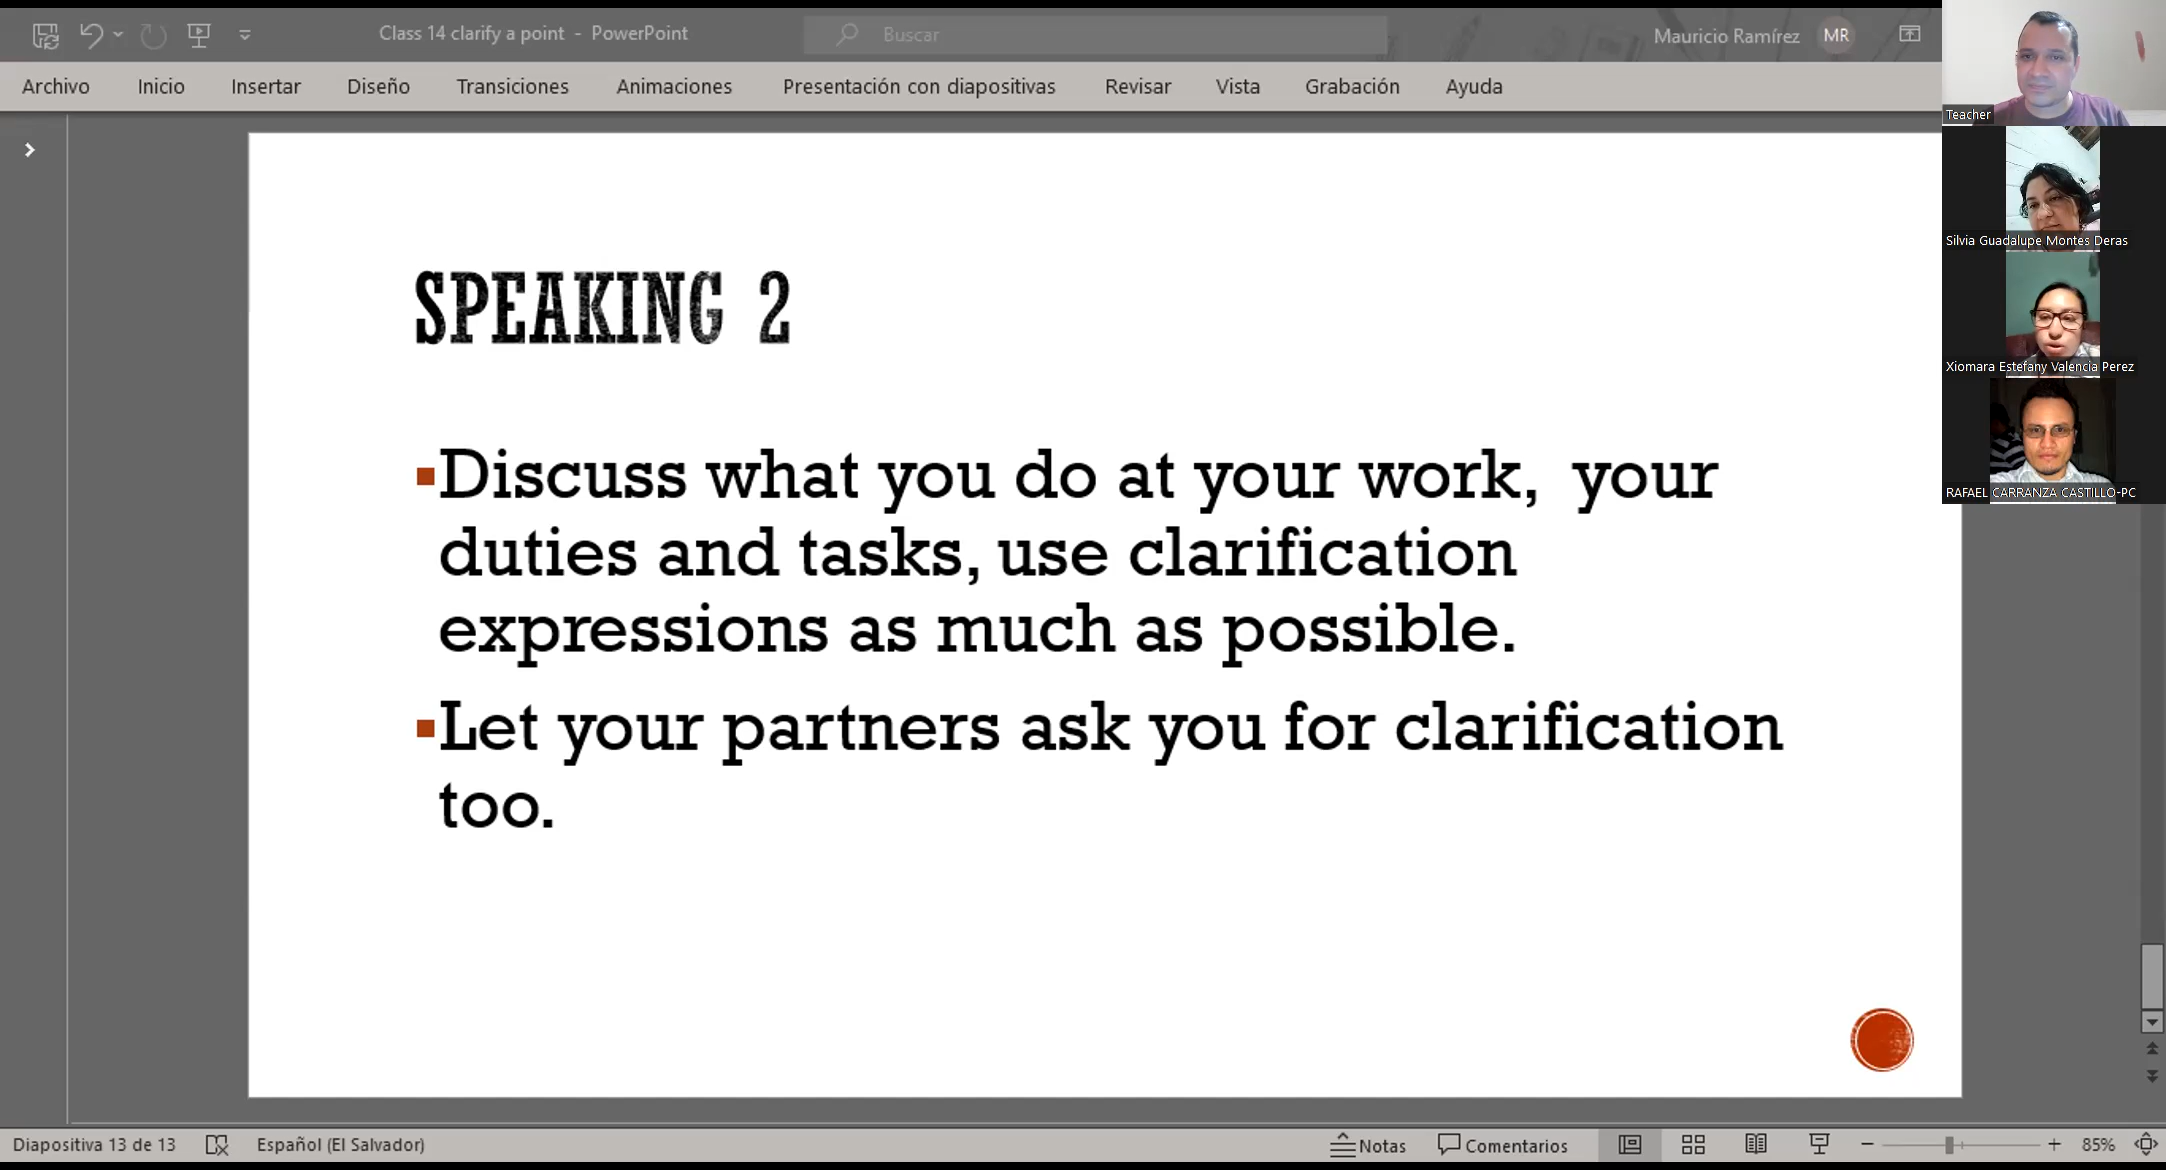 Class 14 clarify a point - PowerPoint
Buscar
Mauricio Ramírez
MR
Archivo Inicio Insertar Diseño Transiciones Animaciones Presentación con diapositivas Revisar Vista Grabación Ayuda
Teacher
Silvia Guadalupe Montes Deras
Xiomara Estefany Valencia Perez
RAFAEL CARRANZA CASTILLO-PC
SPEAKING 2
Discuss what you do at your work, your
duties and tasks, use clarification
expressions as much as possible.
Let your partners ask you for clarification
too.
Diapositiva 13 de 13 Español (El Salvador) Notas Comentarios 85%